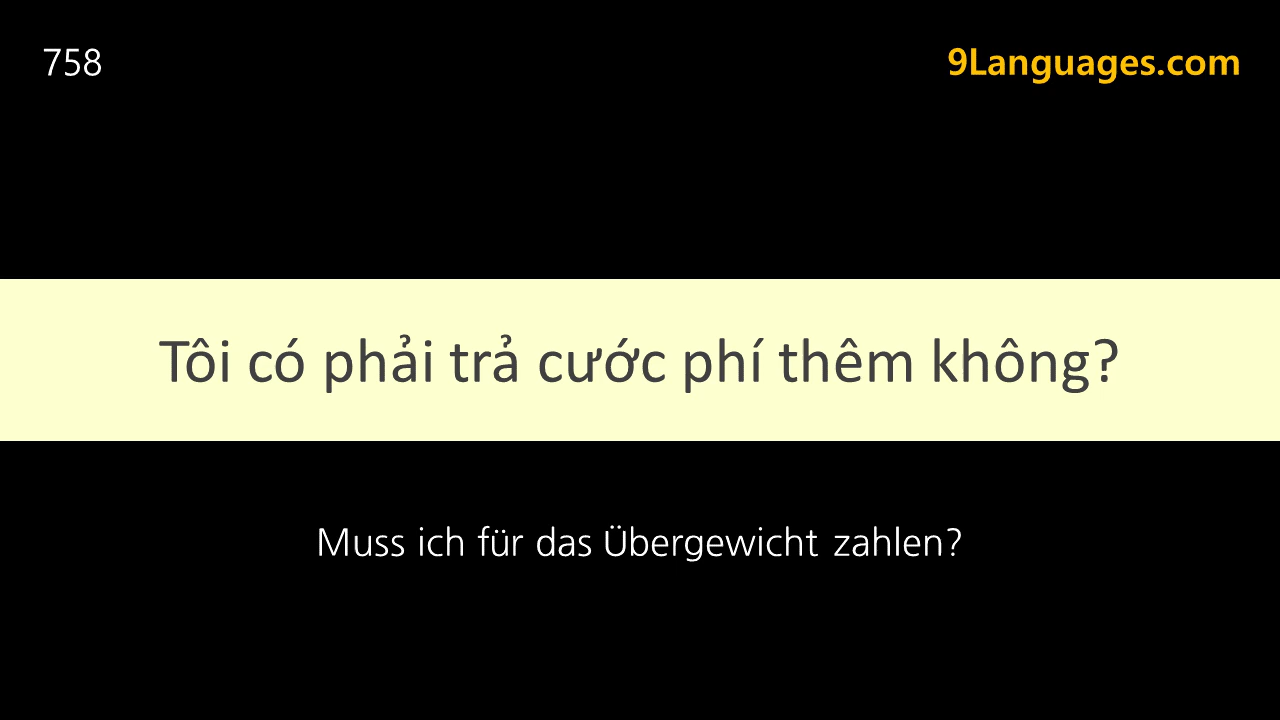 758
9Languages.com
Tôi có phải trả cước phí thêm không?
Muss ich für das Übergewicht zahlen?